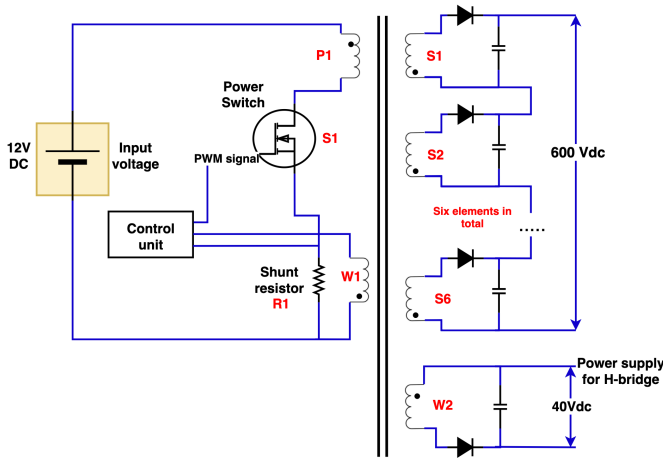 P1
S1
Power
Switch
S1
12V
DC
Input
voltage
PWM signal
S2
600 Vdc
Six elements in
total
......
Control
unit
Shunt
resistor
R1
W1
S6
Power supply
for H-bridge
W2
40Vdc